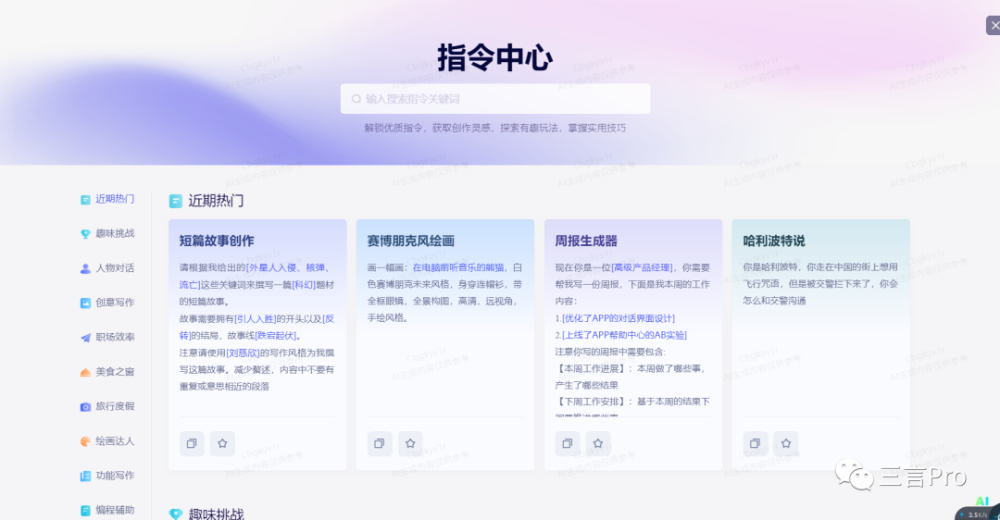 指令中心
输入搜索指令关键词
解锁优质指令，获取创作灵感、探索有趣玩法，掌握实用技巧
近期热门
趣味挑战
人物对话
创意写作
职场效率
美食之窗
旅行度假
绘画达人
功能写作
编程辅助
近期热门
短篇故事创作
请根据我给出的[外星人入侵、核弹、
流亡]这些关键词来撰写一篇[科幻]题材
的短篇故事。
故事需要拥有[引人入胜]的开头以及[反
转]的结局，故事线[跌宕起伏]。
注意请使用[刘慈欣]的写作风格为我撰
写这篇故事。减少赘述，内容中不要有
重复或意思相近的段落
赛博朋克风绘画
画一幅画：在电脑前听音乐的熊猫，白
色赛博朋克未来风格，身穿连帽衫，带
全框眼镜，全景构图，高清，远视角，
手绘风格。
周报生成器
现在你是一位[高级产品经理]，你需要
帮我写一份周报，下面是我本周的工作
内容：
1.[优化了APP的对话界面设计]
2.[上线了APP帮助中心的AB实验]
注意你写的周报中需要包含：
【本周工作进展】：本周做了哪些事，
产生了哪些结果
【下周工作安排】：基于本周的结果下
哈利波特说
你是哈利波特，你走在中国的街上想用
飞行咒语，但是被交警拦下来了，你会
怎么和交警沟通
趣味挑战
三言Pro
AI
3.5K/s